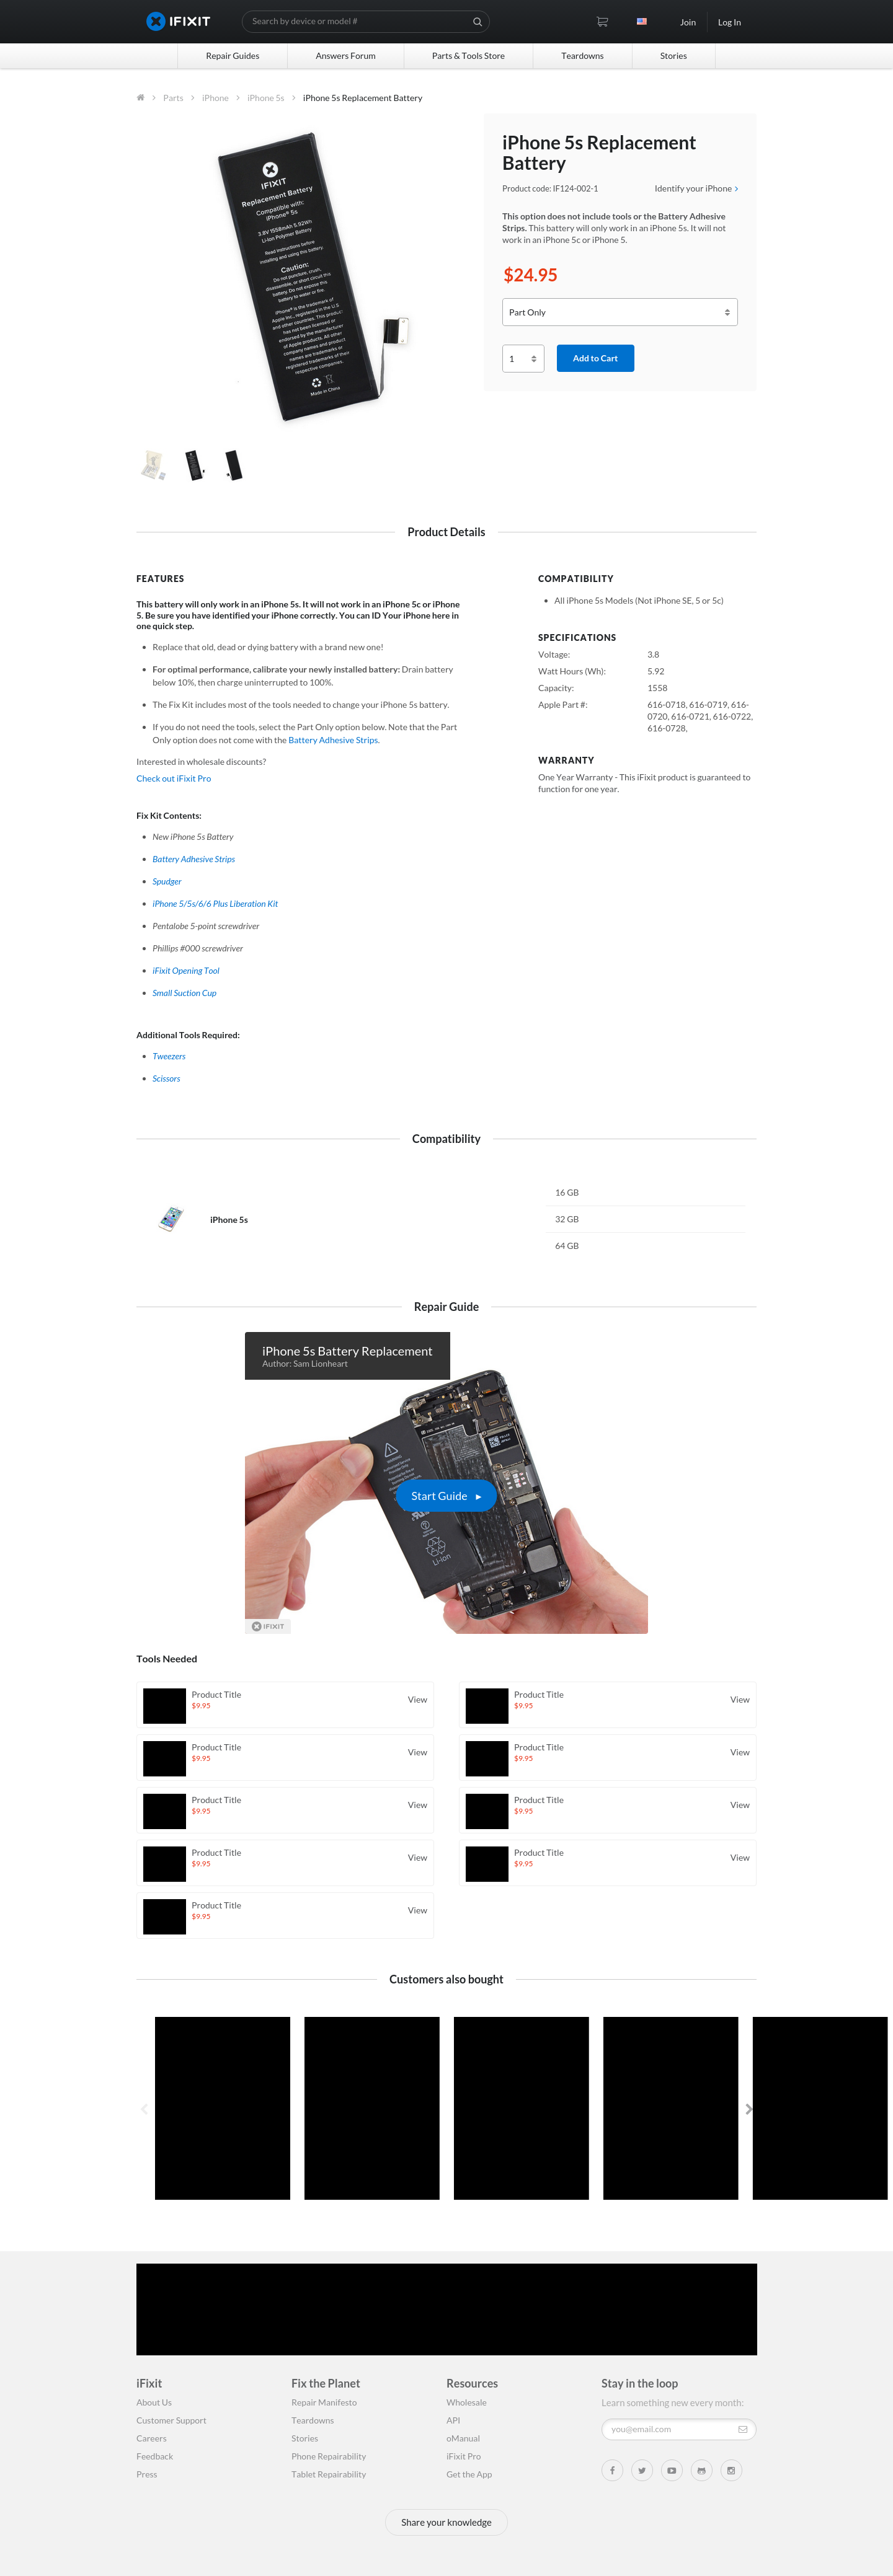 IFIXIT
Search by device or model #
Join
Log In
Repair Guides
Answers Forum
Parts & Tools Store
Teardowns
Stories
Parts
iPhone
iPhone 5s
iPhone 5s Replacement Battery
IFIXIT
Replacement Battery
Compatible with:
iPhone® 5s
3.8V 1558mAh 5.92Wh
Li-Ion Polymer Battery
Read instructions before
installing and using this battery.
Caution:
Do not puncture, crush,
disassemble, or short circuit.
Do not expose this
battery to water or fire.
iPhone® is the trademark of
Apple Inc., registered in the U.S
and other countries. This product
has not been licensed or
endorsed by Apple. All other
company names and product
names may be trademarks of their
respective companies.
Made in China
iPhone 5s Replacement
Battery
Product code: IF124-002-1
Identify your iPhone
This option does not include tools or the Battery Adhesive
Strips. This battery will only work in an iPhone 5s. It will not
work in an iPhone 5c or iPhone 5.
$24.95
Part Only
1
Add to Cart
Product Details
FEATURES
This battery will only work in an iPhone 5s. It will not work in an iPhone 5c or iPhone
5. Be sure you have identified your iPhone correctly. You can ID Your iPhone here in
one quick step.
Replace that old, dead or dying battery with a brand new one!
For optimal performance, calibrate your newly installed battery: Drain battery
below 10%, then charge uninterrupted to 100%.
The Fix Kit includes most of the tools needed to change your iPhone 5s battery.
If you do not need the tools, select the Part Only option below. Note that the Part
Only option does not come with the Battery Adhesive Strips.
Interested in wholesale discounts?
Check out iFixit Pro
Fix Kit Contents:
New iPhone 5s Battery
Battery Adhesive Strips
Spudger
iPhone 5/5s/6/6 Plus Liberation Kit
Pentalobe 5-point screwdriver
Phillips #000 screwdriver
iFixit Opening Tool
Small Suction Cup
Additional Tools Required:
Tweezers
Scissors
COMPATIBILITY
All iPhone 5s Models (Not iPhone SE, 5 or 5c)
SPECIFICATIONS
Voltage: 3.8
Watt Hours (Wh): 5.92
Capacity: 1558
Apple Part #: 616-0718, 616-0719, 616-
0720, 616-0721, 616-0722,
616-0728,
WARRANTY
One Year Warranty - This iFixit product is guaranteed to
function for one year.
Compatibility
iPhone 5s
16 GB
32 GB
64 GB
Repair Guide
iPhone 5s Battery Replacement
Author: Sam Lionheart
Start Guide
Li-ion
IFIXIT
Tools Needed
Product Title
$9.95
View
Product Title
$9.95
View
Product Title
$9.95
View
Product Title
$9.95
View
Product Title
$9.95
View
Product Title
$9.95
View
Product Title
$9.95
View
Product Title
$9.95
View
Product Title
$9.95
View
Customers also bought
iFixit
About Us
Customer Support
Careers
Feedback
Press
Fix the Planet
Repair Manifesto
Teardowns
Stories
Phone Repairability
Tablet Repairability
Resources
Wholesale
API
oManual
iFixit Pro
Get the App
Stay in the loop
Learn something new every month:
you@email.com
Share your knowledge